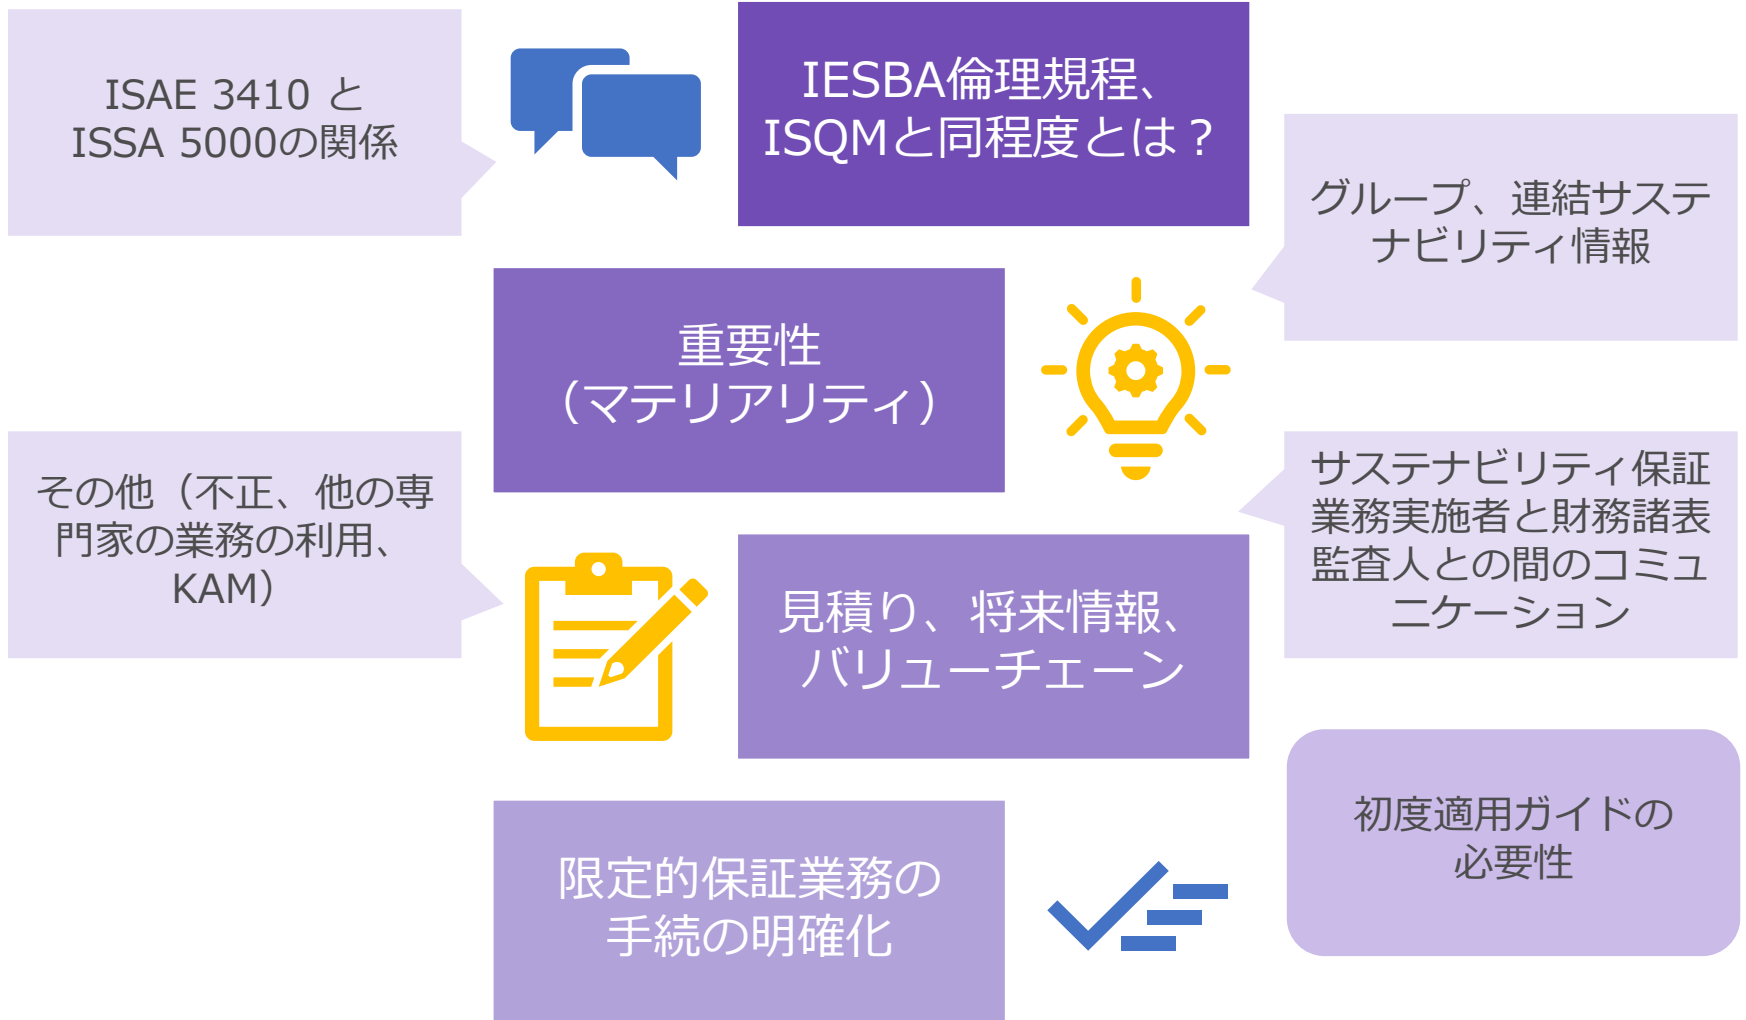 ISAE 3410 と
ISSA 5000の関係
IESBA倫理規程、
ISQMと同程度とは？
グループ、連結サステ
ナビリティ情報
重要性
（マテリアリティ）
その他（不正、他の専
門家の業務の利用、
KAM）
サステナビリティ保証
業務実施者と財務諸表
監査人との間のコミュ
ニケーション
見積り、将来情報、
バリューチェーン
初度適用ガイドの
必要性
限定的保証業務の
手続の明確化